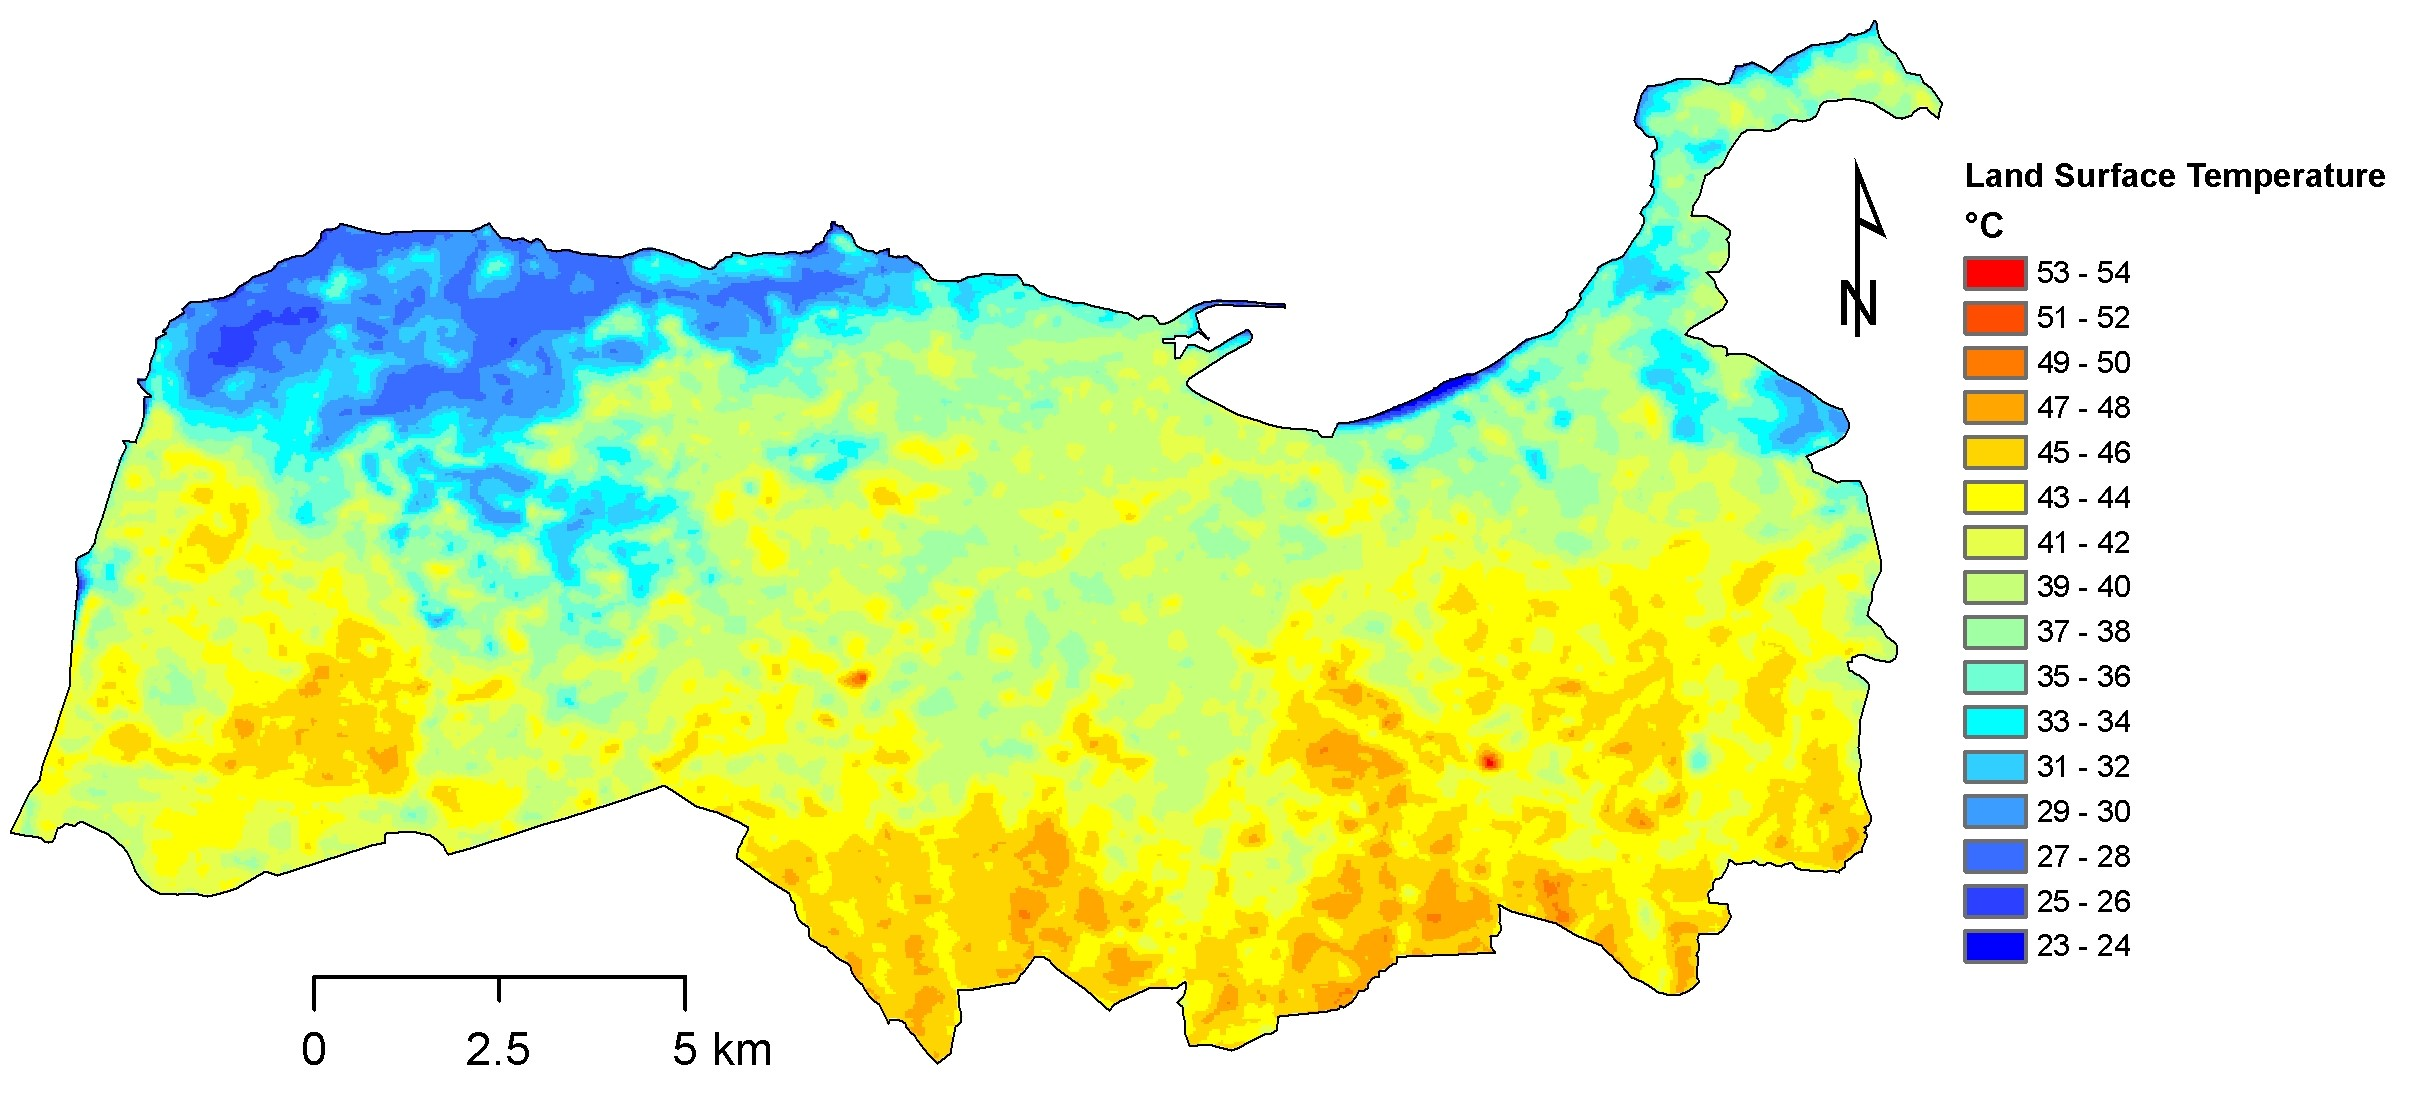 Land Surface Temperature
°C
53 - 54
51 - 52
49 - 50
47 - 48
45 - 46
43 - 44
41 - 42
39 - 40
37 - 38
35 - 36
33 - 34
31 - 32
29 - 30
27 - 28
25 - 26
23 - 24
N
0 2.5 5 km